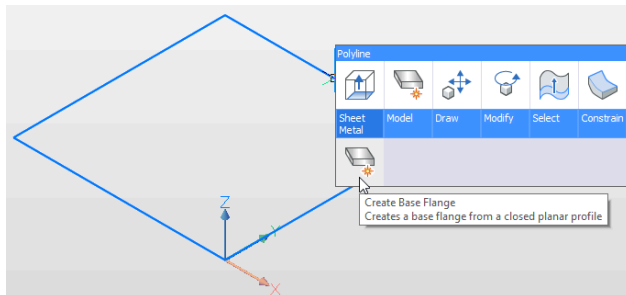 Polyline
Sheet Metal
Model
Draw
Modify
Select
Constrain
Create Base Flange
Creates a base flange from a closed planar profile
Z
Y
X